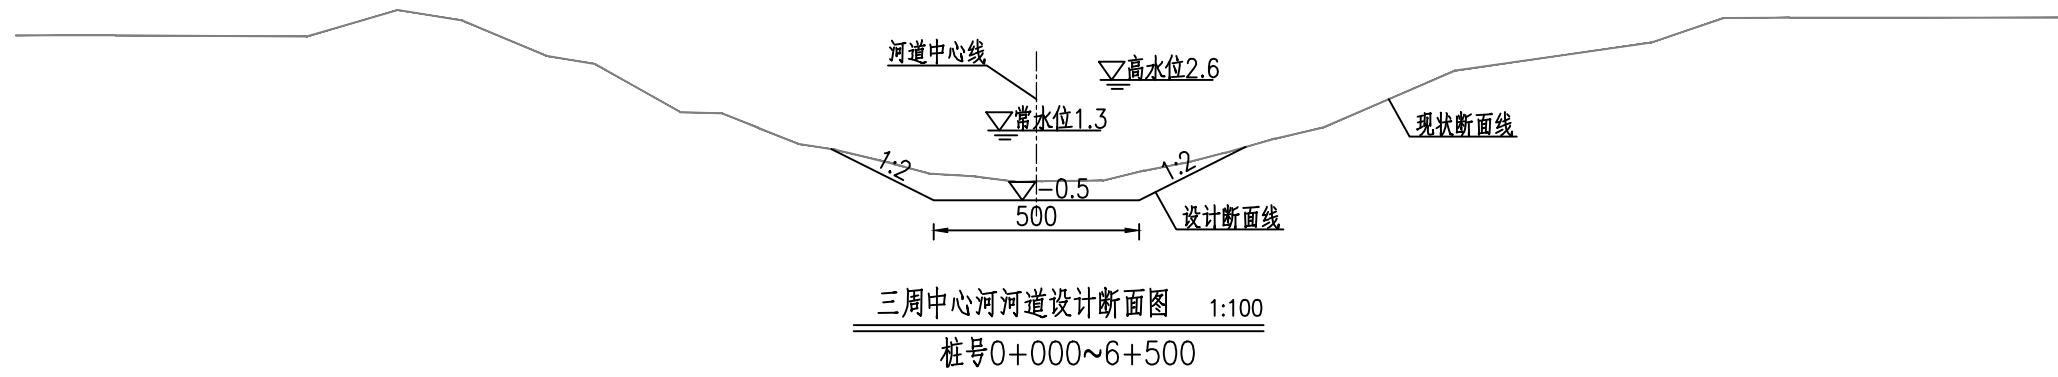 河道中心线
高水位2.6
常水位1.3
现状断面线
1:2
1:2
-0.5
500
设计断面线
三周中心河河道设计断面图 1:100
桩号0+000~6+500